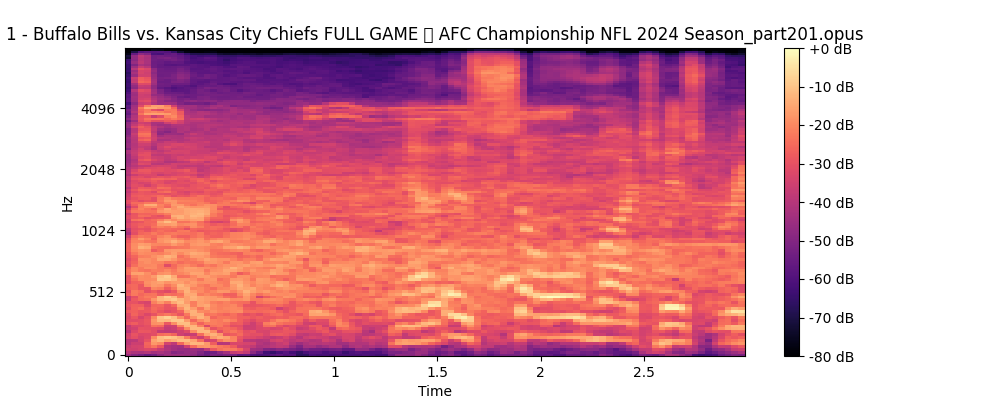 1 - Buffalo Bills vs. Kansas City Chiefs FULL GAME  AFC Championship NFL 2024 Season_part201.opus
+0 dB
-10 dB
-20 dB
-30 dB
-40 dB
-50 dB
-60 dB
-70 dB
-80 dB
4096
2048
1024
512
0
Hz
0
0.5
1
1.5
2
2.5
Time